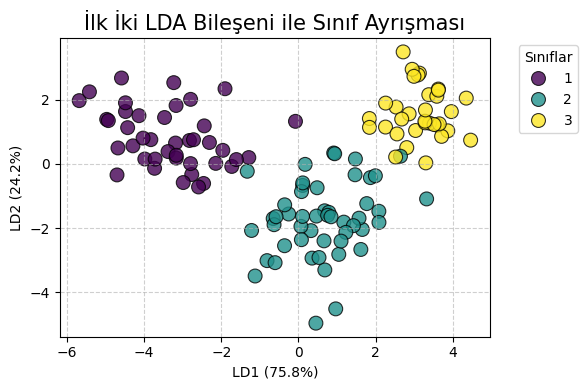 İlk İki LDA Bileşeni ile Sınıf Ayrışması
Sınıflar
1
2
3
2
0
−2
−4
LD2 (24.2%)
−6 −4 −2 0 2 4
LD1 (75.8%)